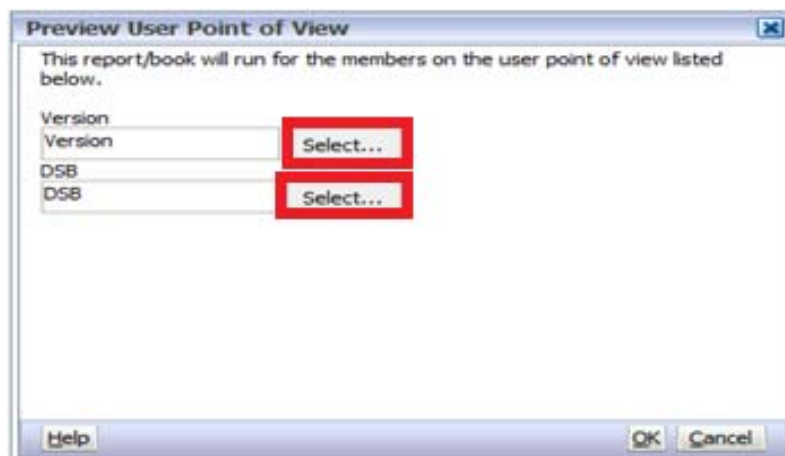 Preview User Point of View
This report/book will run for the members on the user point of view listed
below.
Version
Version
Select...
DSB
DSB
Select...
Help
OK
Cancel